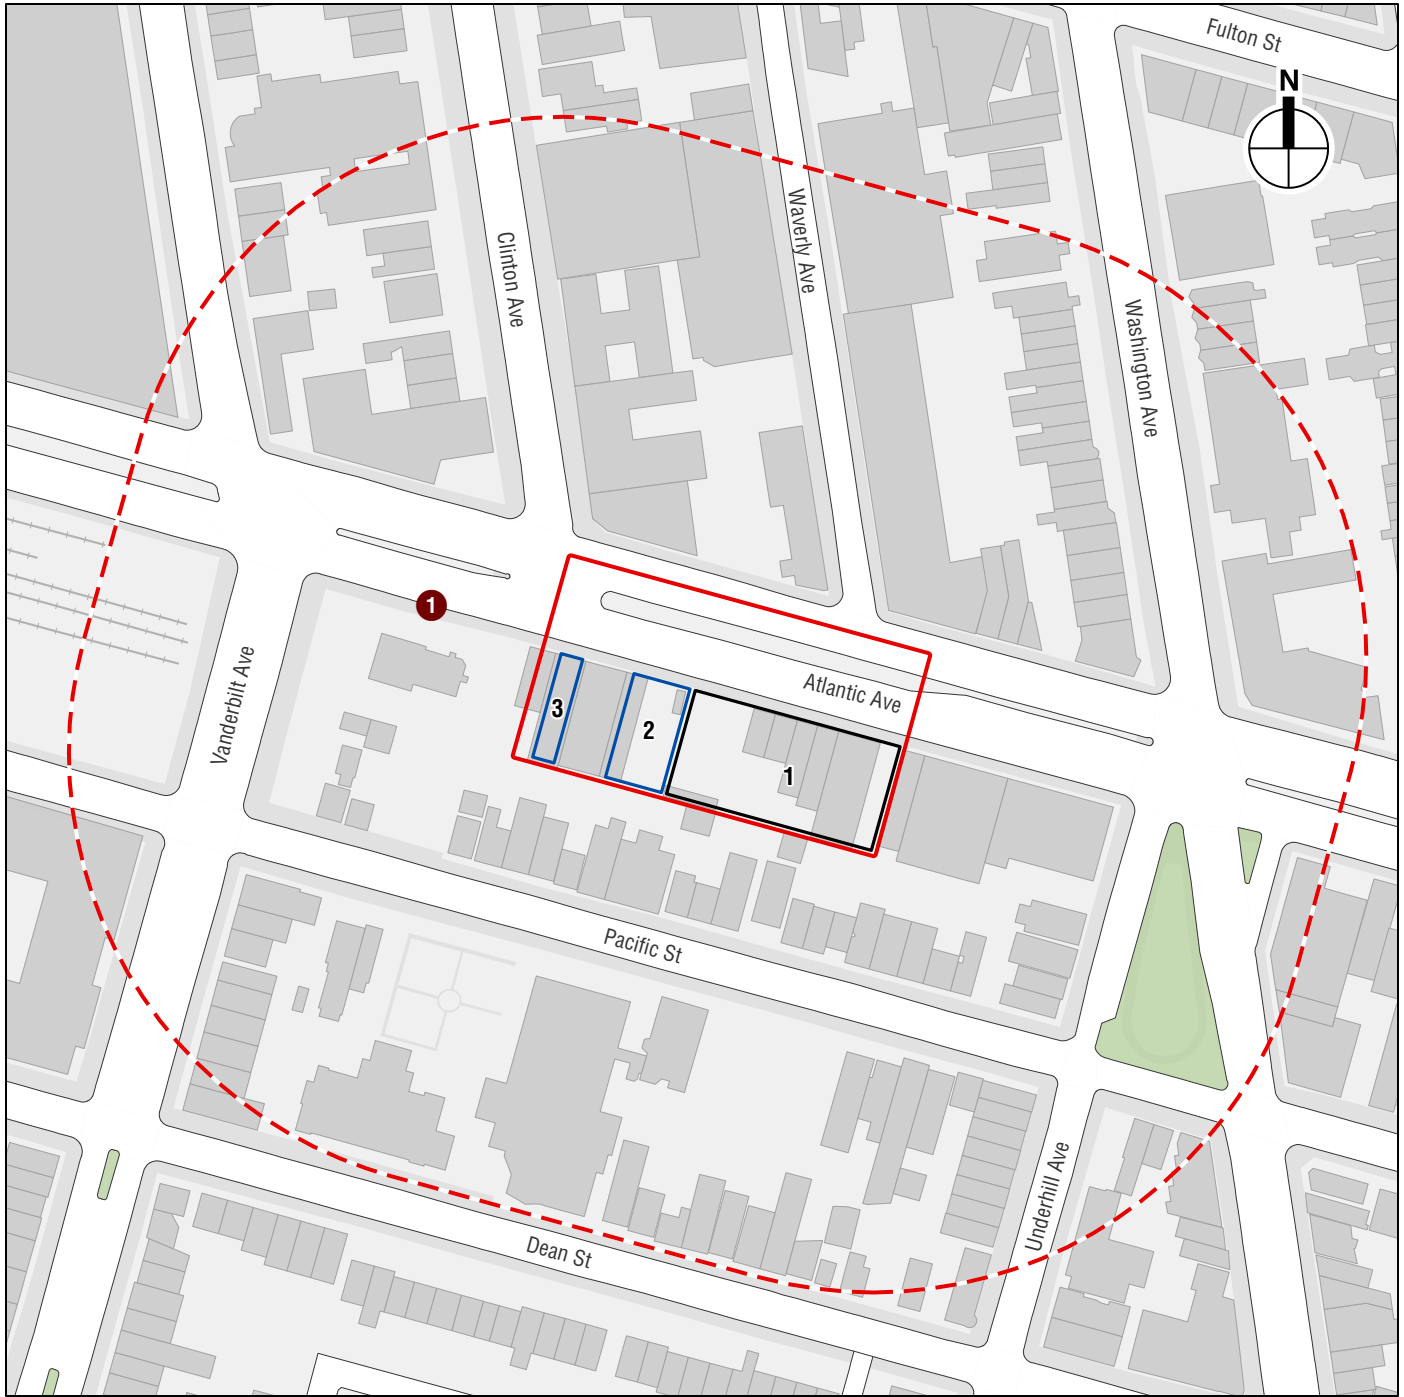 Fulton St
N
Clinton Ave
Waverly Ave
Washington Ave
1
Vanderbilt Ave
Atlantic Ave
3
2
1
Pacific St
Underhill Ave
Dean St